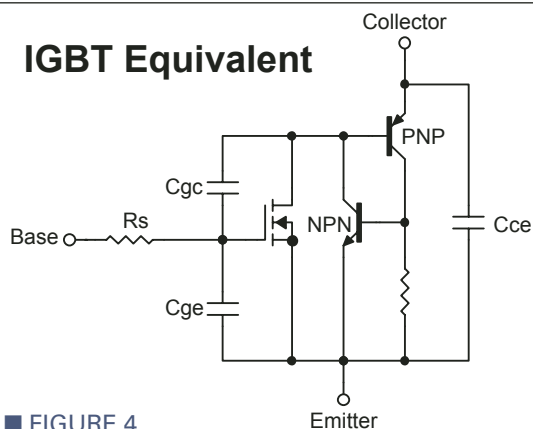 Collector
IGBT Equivalent
PNP
Cgc
Rs
NPN
Base
Cce
Cge
Emitter
■ FIGURE 4